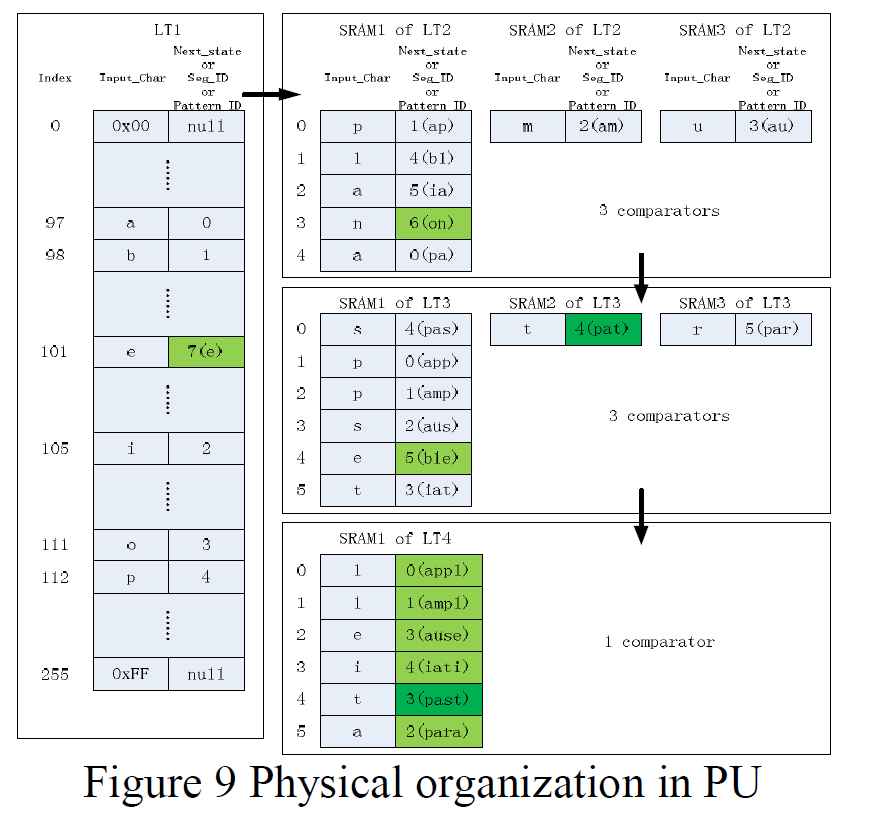 LT1
Index
Input_Char
Next_state
or
Seg_ID
or
Pattern ID
0 0x00 null
97 a 0
98 b 1
101 e 7(e)
105 i 2
111 o 3
112 p 4
255 0xFF null
SRAM1 of LT2 SRAM2 of LT2 SRAM3 of LT2
Input_Char
Next_state
or
Seg_ID
or
Pattern ID
Input_Char
Next_state
or
Seg_ID
or
Pattern ID
Input_Char
Next_state
or
Seg_ID
or
Pattern ID
0 p 1(ap) m 2(am) u 3(au)
1 l 4(bl)
2 a 5(ia)
3 n 6(on)
4 a 0(pa)
3 comparators
SRAM1 of LT3 SRAM2 of LT3 SRAM3 of LT3
0 s 4(pas) t 4(pat) r 5(par)
1 p 0(app)
2 p 1(amp)
3 s 2(aus)
4 e 5(ble)
5 t 3(iat)
3 comparators
SRAM1 of LT4
0 l 0(appl)
1 l 1(ampl)
2 e 3(ause)
3 i 4(iati)
4 t 3(past)
5 a 2(para)
1 comparator
Figure 9 Physical organization in PU